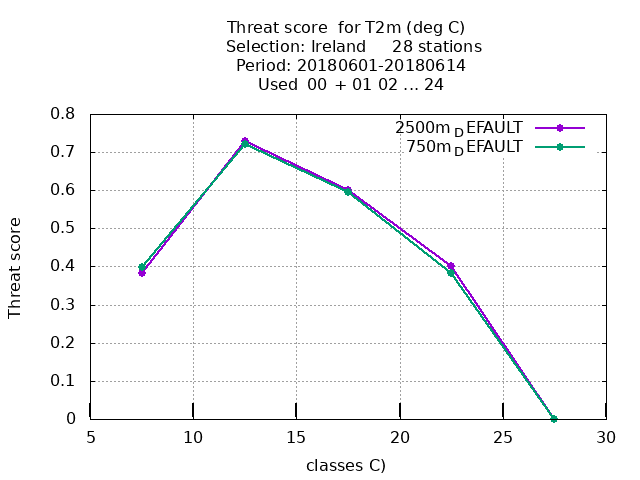 Threat score  for T2m (deg C)
Selection: Ireland     28 stations
Period: 20180601-20180614
Used  00  + 01 02 ... 24
2500m_DEFAULT
750m_DEFAULT
Threat score
0.8
0.7
0.6
0.5
0.4
0.3
0.2
0.1
0
5 10 15 20 25 30
classes C)